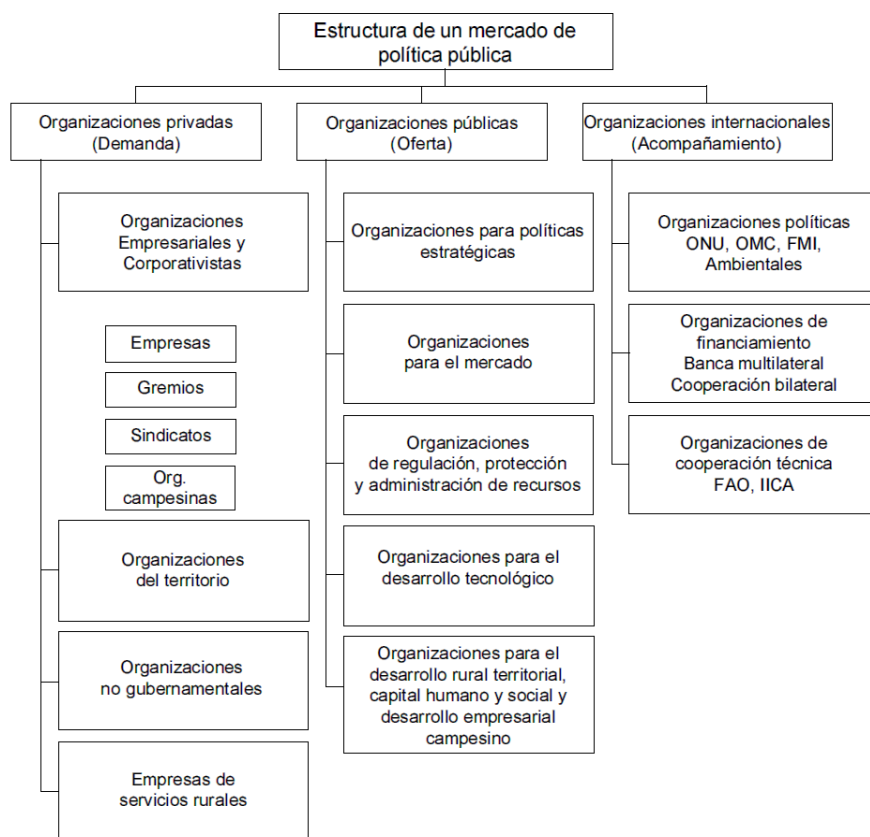 Estructura de un mercado de
política pública
Organizaciones privadas
(Demanda)
Organizaciones públicas
(Oferta)
Organizaciones internacionales
(Acompañamiento)
Organizaciones
Empresariales y
Corporativistas
Empresas
Gremios
Sindicatos
Org.
campesinas
Organizaciones
del territorio
Organizaciones
no gubernamentales
Empresas de
servicios rurales
Organizaciones para políticas
estratégicas
Organizaciones
para el mercado
Organizaciones
de regulación, protección
y administración de recursos
Organizaciones para el
desarrollo tecnológico
Organizaciones para el
desarrollo rural territorial,
capital humano y social y
desarrollo empresarial
campesino
Organizaciones políticas
ONU, OMC, FMI,
Ambientales
Organizaciones de
financiamiento
Banca multilateral
Cooperación bilateral
Organizaciones de
cooperación técnica
FAO, IICA